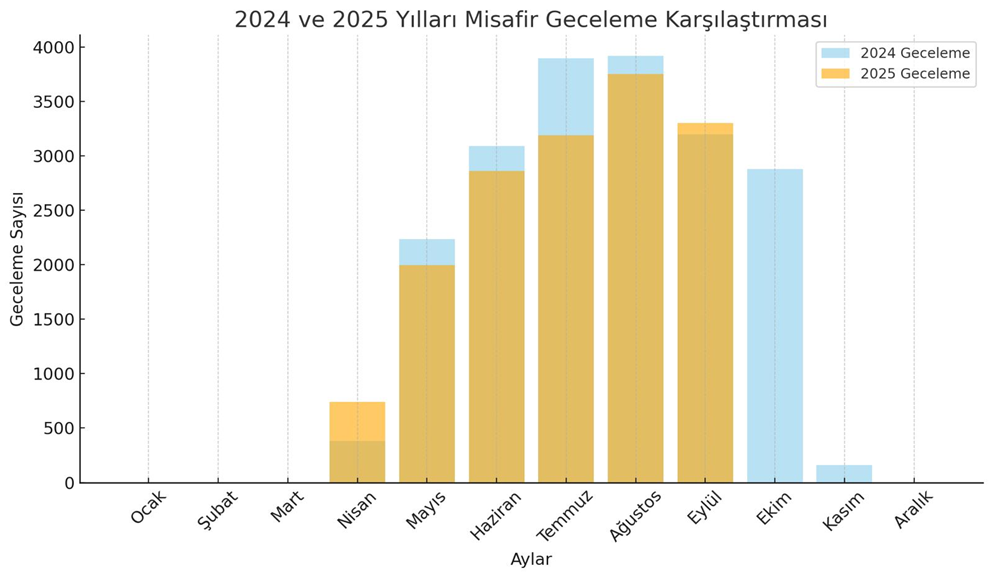 2024 ve 2025 Yılları Misafir Geceleme Karşılaştırması
2024 Geceleme
2025 Geceleme
Geceleme Sayısı
4000
3500
3000
2500
2000
1500
1000
500
0
Ocak
Şubat
Mart
Nisan
Mayıs
Haziran
Temmuz
Ağustos
Eylül
Ekim
Kasım
Aralık
Aylar